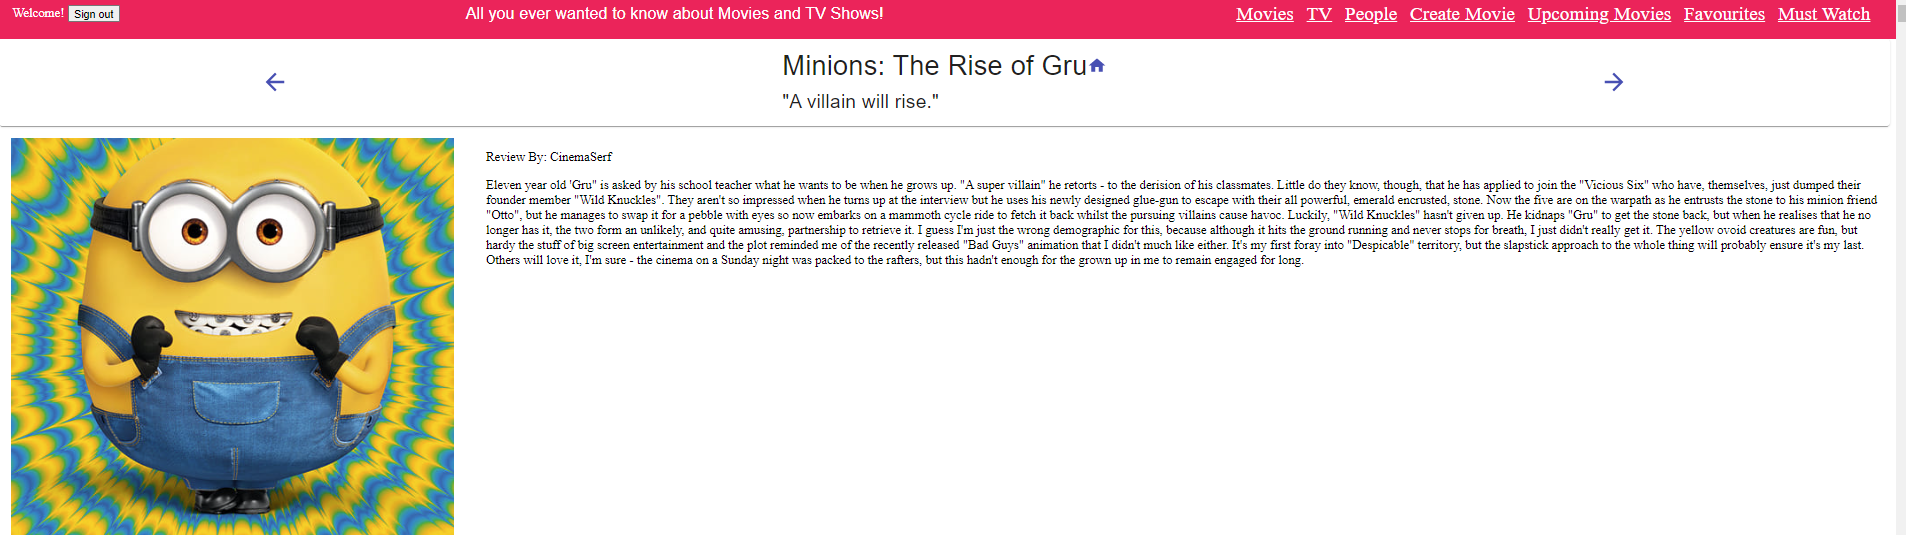 Welcome! Sign out All you ever wanted to know about Movies and TV Shows! Movies TV People Create Movie Upcoming Movies Favourites Must Watch
Minions: The Rise of Gru
"A villain will rise."
Review By: CinemaSerf
Eleven year old 'Gru" is asked by his school teacher what he wants to be when he grows up. "A super villain" he retorts - to the derision of his classmates. Little do they know, though, that he has applied to join the "Vicious Six" who have, themselves, just dumped their
founder member "Wild Knuckles". They aren't so impressed when he turns up at the interview but he uses his newly designed glue-gun to escape with their all powerful, emerald encrusted, stone. Now the five are on the warpath as he entrusts the stone to his minion friend
"Otto", but he manages to swap it for a pebble with eyes so now embarks on a mammoth cycle ride to fetch it back whilst the pursuing villains cause havoc. Luckily, "Wild Knuckles" hasn't given up. He kidnaps "Gru" to get the stone back, but when he realises that he no
longer has it, the two form an unlikely, and quite amusing, partnership to retrieve it. I guess I'm just the wrong demographic for this, because although it hits the ground running and never stops for breath, I just didn't really get it. The yellow ovoid creatures are fun, but
hardy the stuff of big screen entertainment and the plot reminded me of the recently released "Bad Guys" animation that I didn't much like either. It's my first foray into "Despicable" territory, but the slapstick approach to the whole thing will probably ensure it's my last.
Others will love it, I'm sure - the cinema on a Sunday night was packed to the rafters, but this hadn't enough for the grown up in me to remain engaged for long.